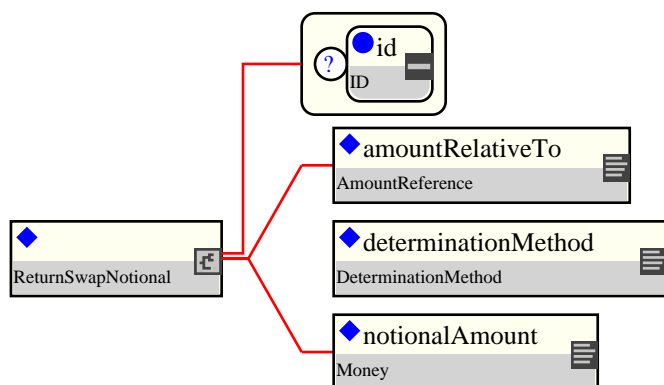 id
?
ID
amountRelativeTo
AmountReference
ReturnSwapNotional
determinationMethod
DeterminationMethod
notionalAmount
Money